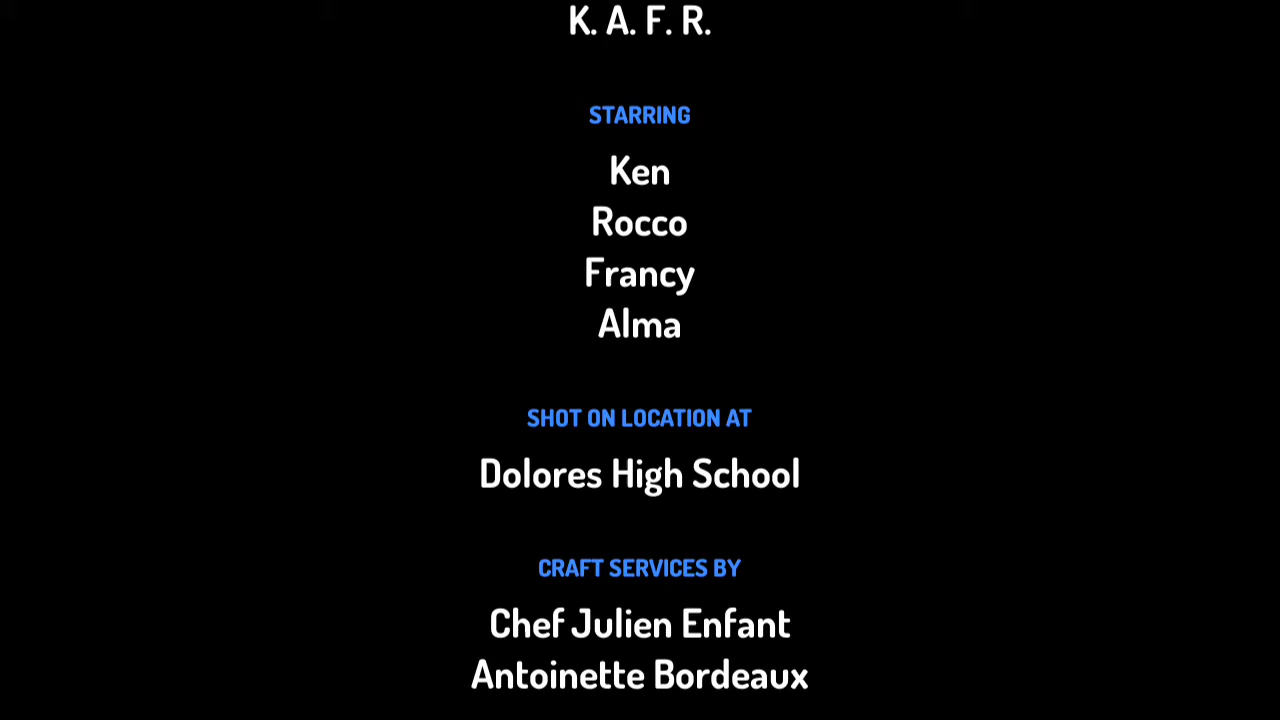 K. A. F. R.
STARRING
Ken
Rocco
Francy
Alma
SHOT ON LOCATION AT
Dolores High School
CRAFT SERVICES BY
Chef Julien Enfant
Antoinette Bordeaux